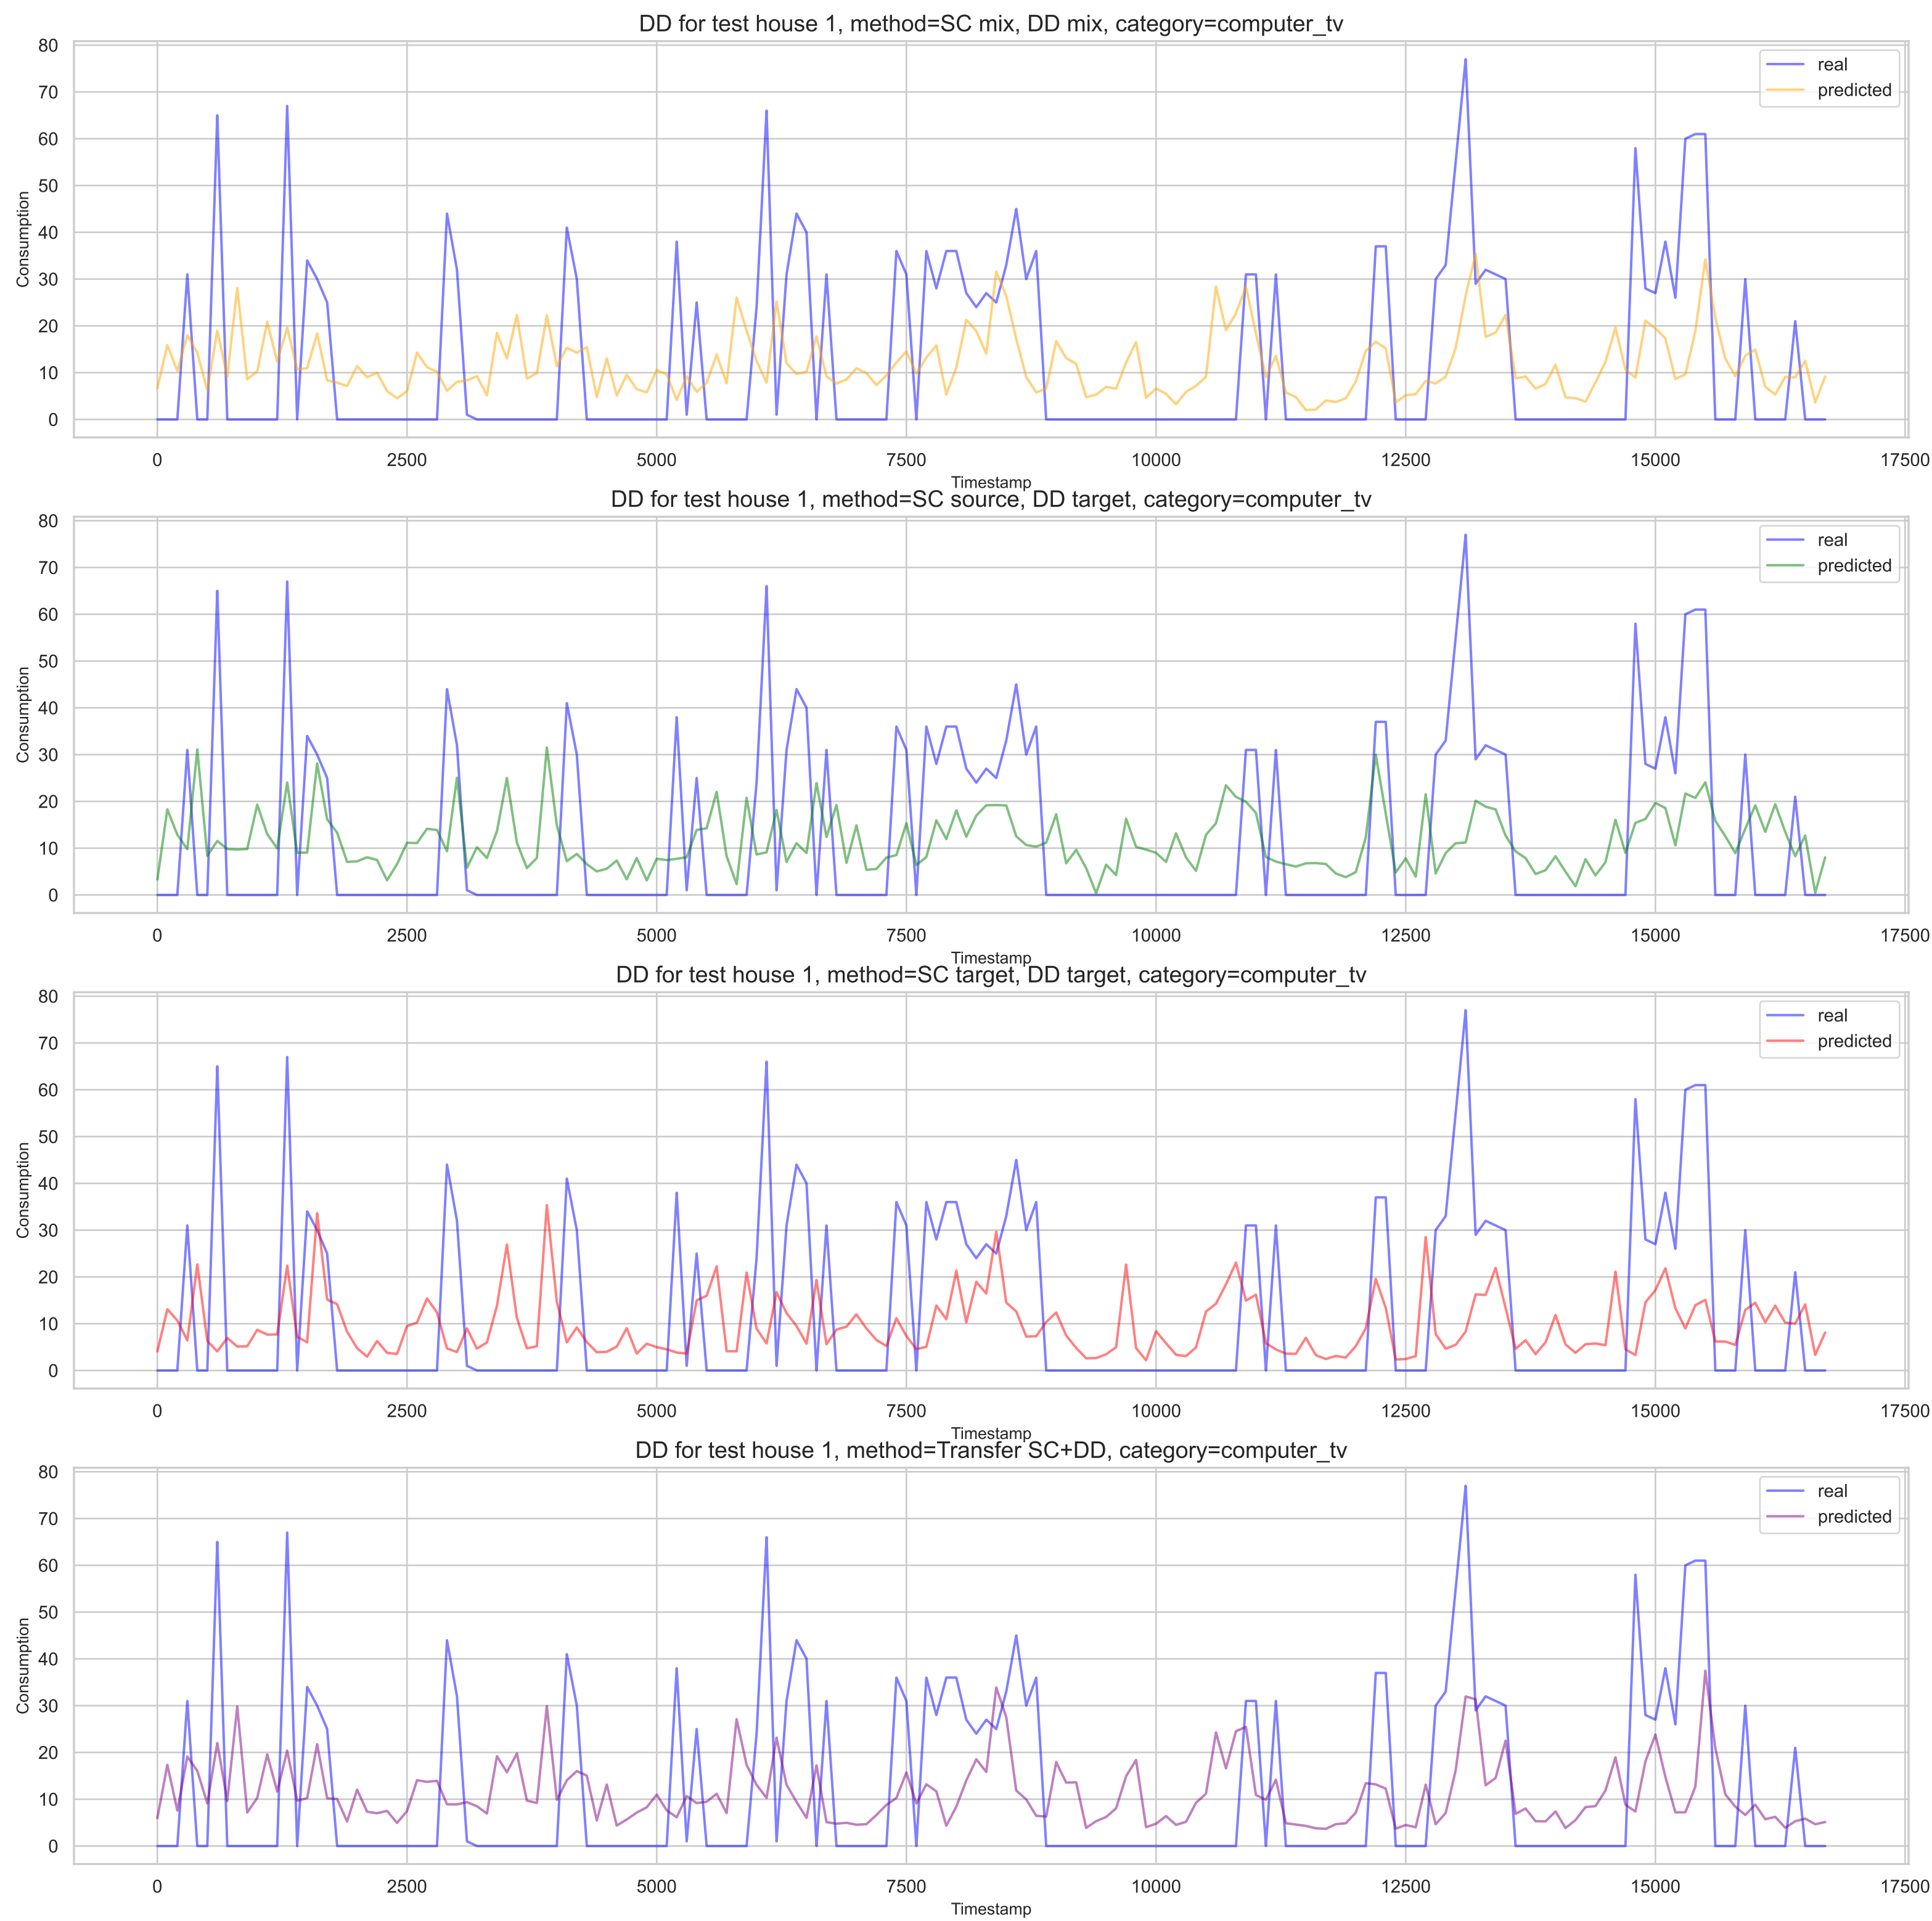 DD for test house 1, method=SC mix, DD mix, category=computer_tv
80
70
60
50
40
30
20
10
0
Consumption
real
predicted
0 2500 5000 7500 10000 12500 15000 17500
Timestamp
DD for test house 1, method=SC source, DD target, category=computer_tv
80
70
60
50
40
30
20
10
0
Consumption
real
predicted
0 2500 5000 7500 10000 12500 15000 17500
Timestamp
DD for test house 1, method=SC target, DD target, category=computer_tv
80
70
60
50
40
30
20
10
0
Consumption
real
predicted
0 2500 5000 7500 10000 12500 15000 17500
Timestamp
DD for test house 1, method=Transfer SC+DD, category=computer_tv
80
70
60
50
40
30
20
10
0
Consumption
real
predicted
0 2500 5000 7500 10000 12500 15000 17500
Timestamp